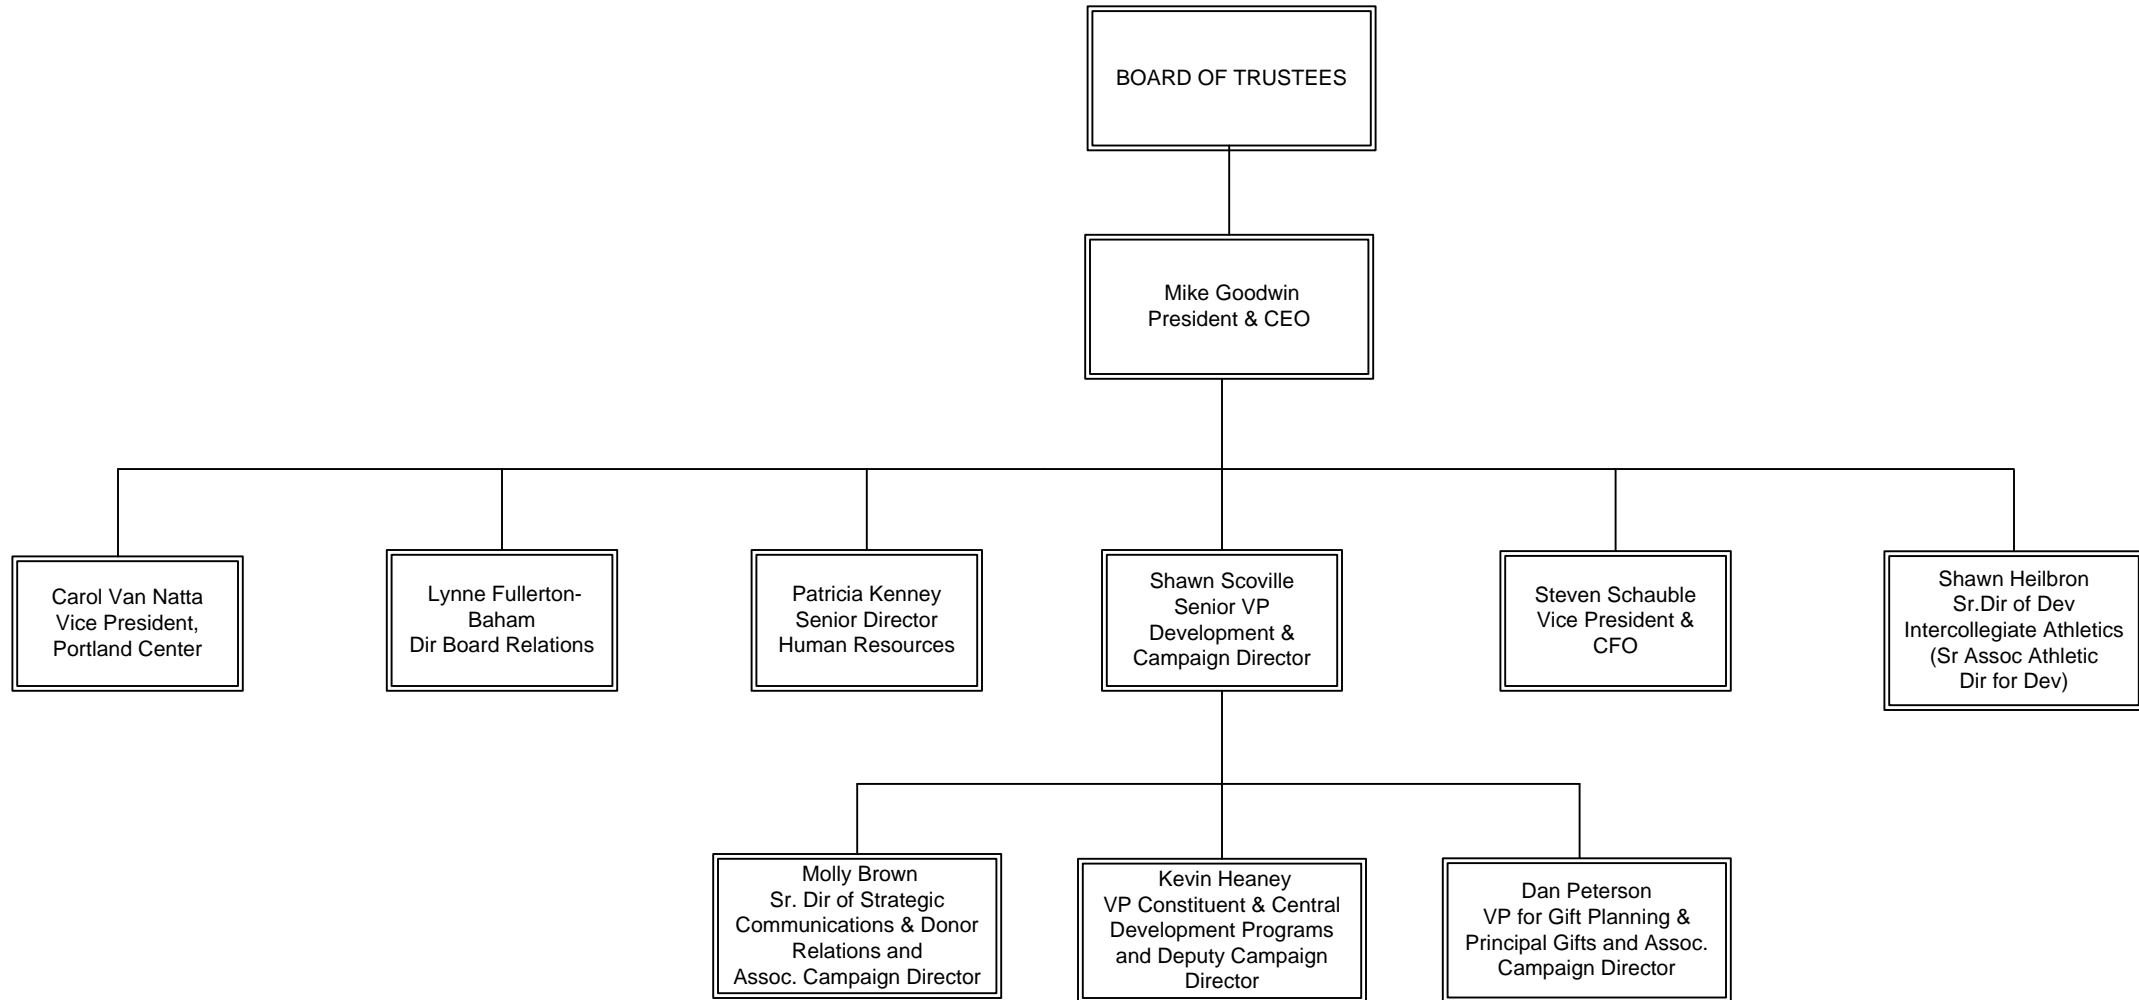 BOARD OF TRUSTEES
Mike Goodwin
President & CEO
Carol Van Natta
Vice President,
Portland Center
Lynne Fullerton-
Baham
Dir Board Relations
Patricia Kenney
Senior Director
Human Resources
Shawn Scoville
Senior VP
Development &
Campaign Director
Steven Schauble
Vice President &
CFO
Shawn Heilbron
Sr.Dir of Dev
Intercollegiate Athletics
(Sr Assoc Athletic
Dir for Dev)
Molly Brown
Sr. Dir of Strategic
Communications & Donor
Relations and
Assoc. Campaign Director
Kevin Heaney
VP Constituent & Central
Development Programs
and Deputy Campaign
Director
Dan Peterson
VP for Gift Planning &
Principal Gifts and Assoc.
Campaign Director